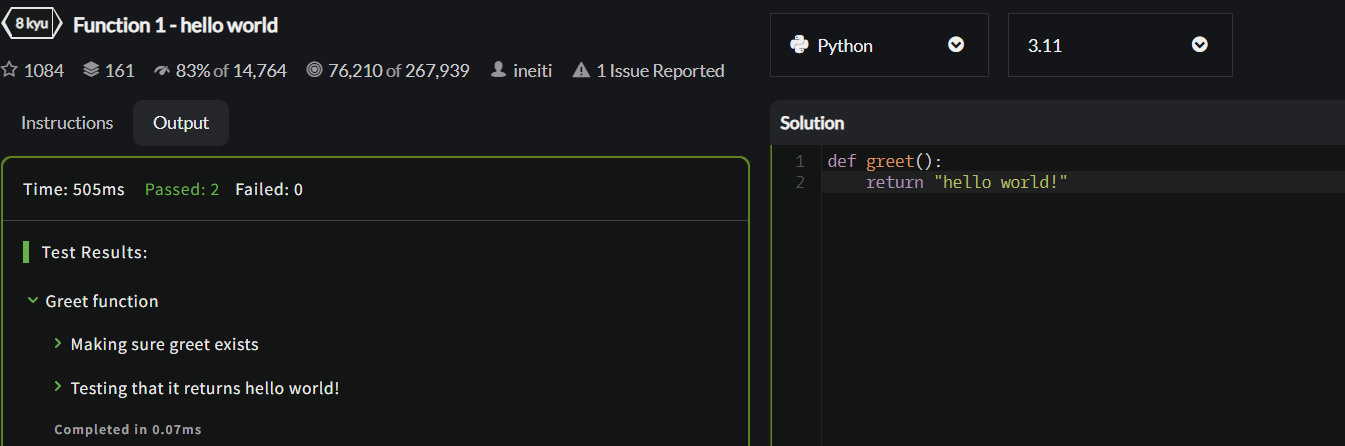 8 kyu Function 1 - hello world
1084 161 83% of 14,764 76,210 of 267,939 ineiti 1 Issue Reported
Instructions Output
Time: 505ms Passed: 2 Failed: 0
Test Results:
Greet function
Making sure greet exists
Testing that it returns hello world!
Completed in 0.07ms
Python 3.11
Solution
1 def greet():
2     return "hello world!"